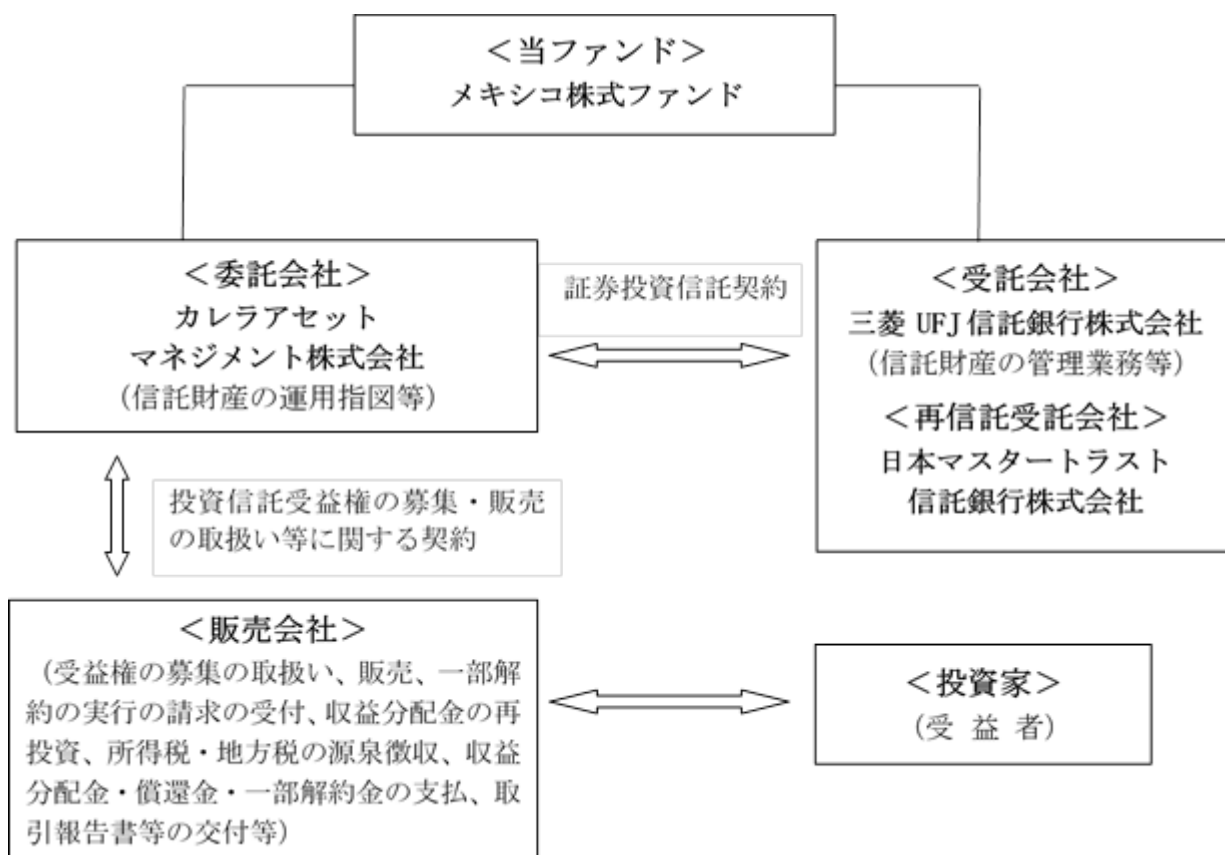 ＜当ファンド＞
メキシコ株式ファンド
＜委託会社＞
カレラアセット
マネジメント株式会社
（信託財産の運用指図等）
証券投資信託契約
＜受託会社＞
三菱 UFJ 信託銀行株式会社
（信託財産の管理業務等）
＜再信託受託会社＞
日本マスタートラスト
信託銀行株式会社
投資信託受益権の募集・販売
の取扱い等に関する契約
＜販売会社＞
（受益権の募集の取扱い、販売、一部解
約の実行の請求の受付、収益分配金の再
投資、所得税・地方税の源泉徴収、収益
分配金・償還金・一部解約金の支払、取
引報告書等の交付等）
＜投資家＞
（受 益 者）